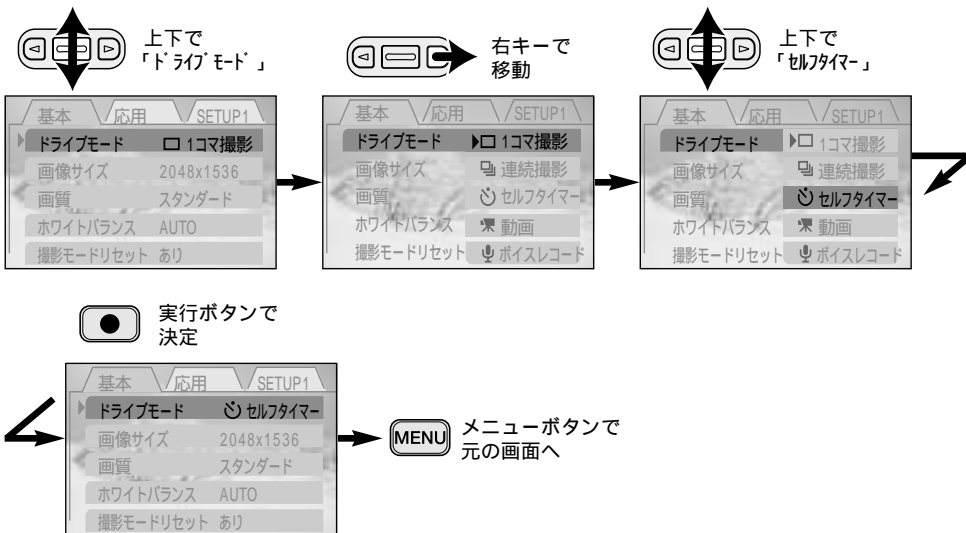 上下で
「ﾄﾞﾗｲﾌﾞﾓｰﾄﾞ」
基本 応用 SETUP1
ドライブモード 1コマ撮影
画像サイズ 2048x1536
画質 スタンダード
ホワイトバランス AUTO
撮影モードリセット あり
右キーで
移動
基本 応用 SETUP1
ドライブモード 1コマ撮影
画像サイズ 連続撮影
画質 セルフタイマー
ホワイトバランス 動画
撮影モードリセット ボイスレコード
上下で
「ｾﾙﾌﾀｲﾏｰ」
基本 応用 SETUP1
ドライブモード 1コマ撮影
画像サイズ 連続撮影
画質 セルフタイマー
ホワイトバランス 動画
撮影モードリセット ボイスレコード
実行ボタンで
決定
基本 応用 SETUP1
ドライブモード セルフタイマー
画像サイズ 2048x1536
画質 スタンダード
ホワイトバランス AUTO
撮影モードリセット あり
MENU
メニューボタンで
元の画面へ